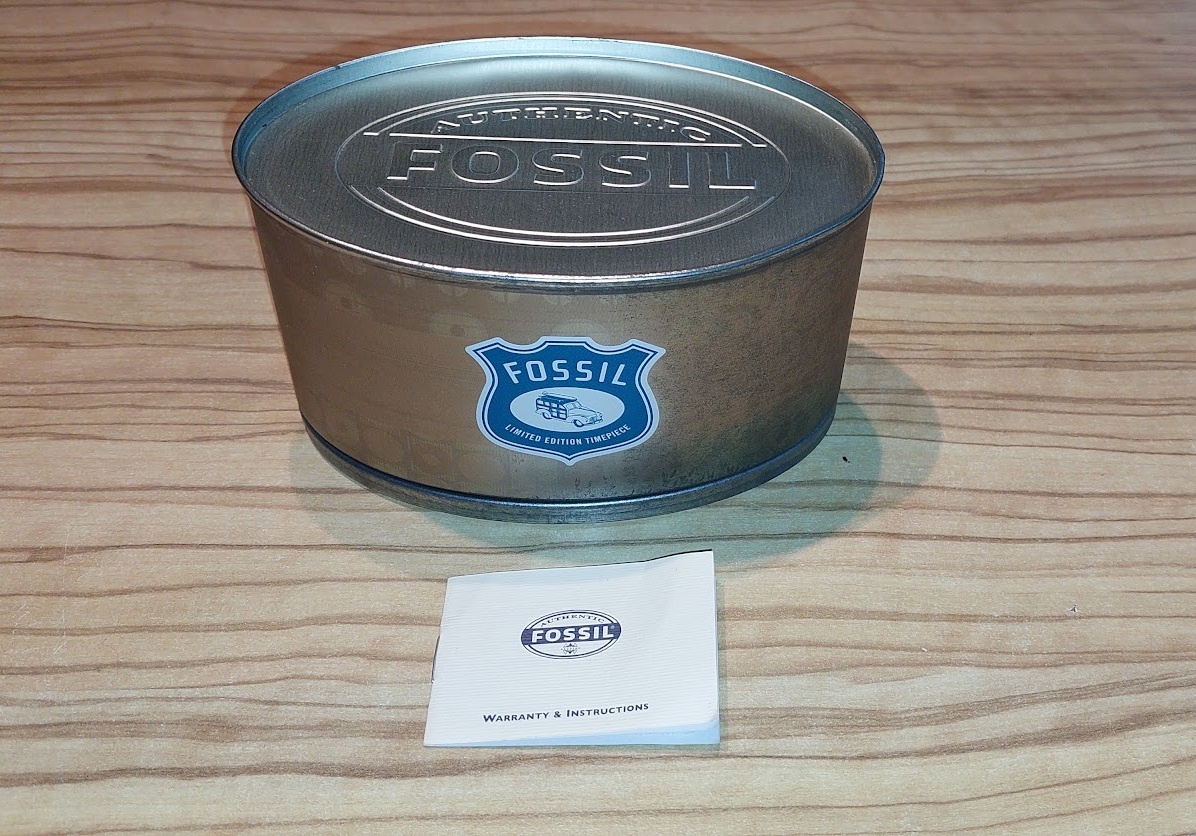 AUTHENTIC
FOSSIL
FOSSIL
LIMITED EDITION TIMEPIECE
AUTHENTIC
FOSSIL
WARRANTY & INSTRUCTIONS